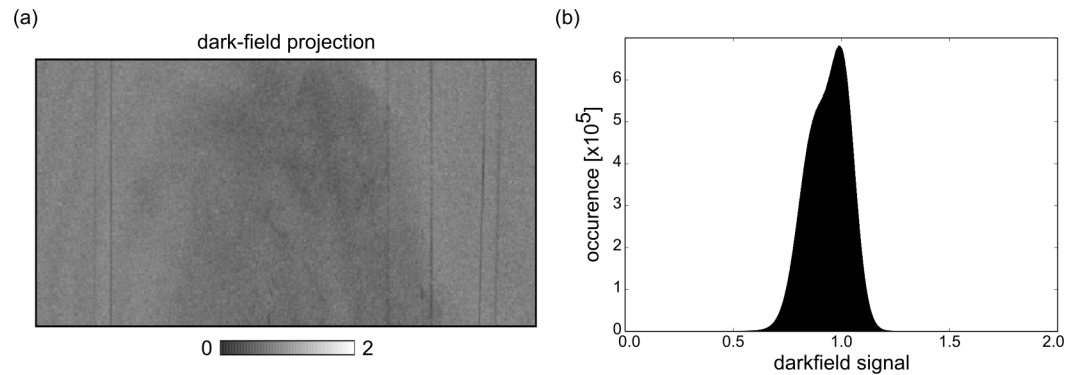 (a)
dark-field projection
0 2
(b)
occurence [x10^5]
6
5
4
3
2
1
0
0.0 0.5 1.0 1.5 2.0
darkfield signal